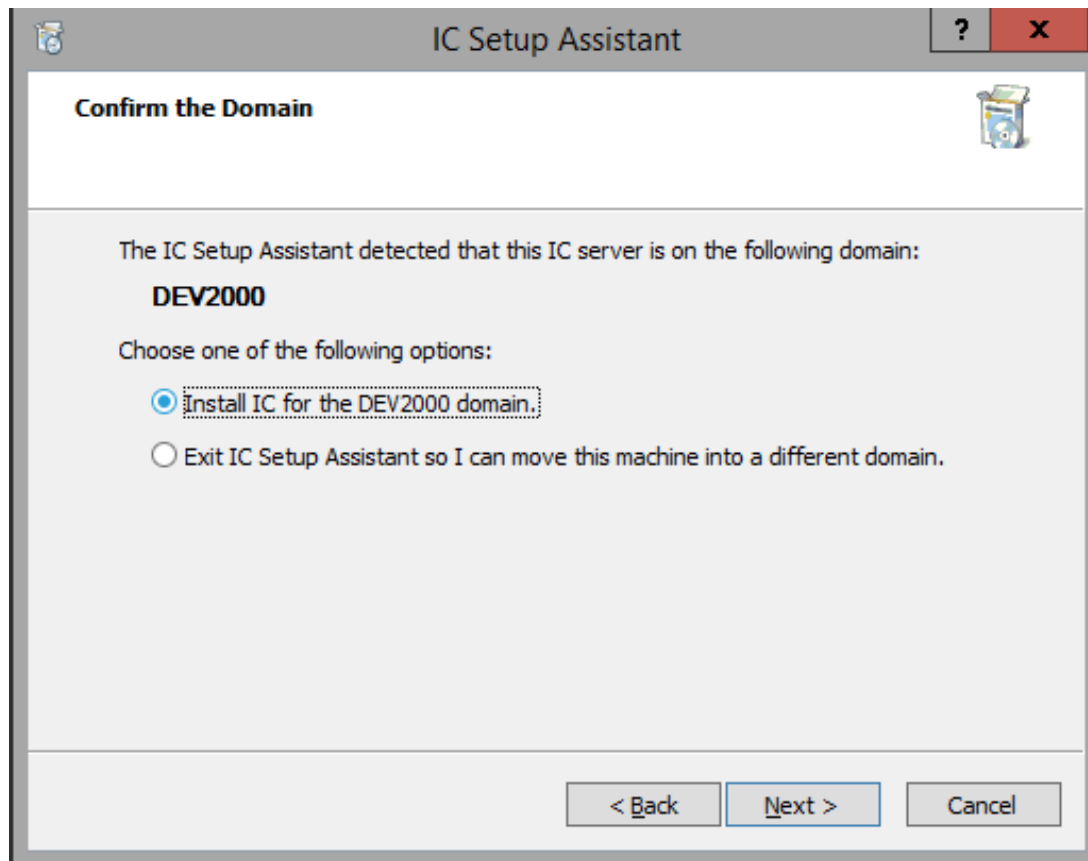 IC Setup Assistant
?
x
Confirm the Domain
The IC Setup Assistant detected that this IC server is on the following domain:
DEV2000
Choose one of the following options:
Install IC for the DEV2000 domain.
Exit IC Setup Assistant so I can move this machine into a different domain.
< Back
Next >
Cancel